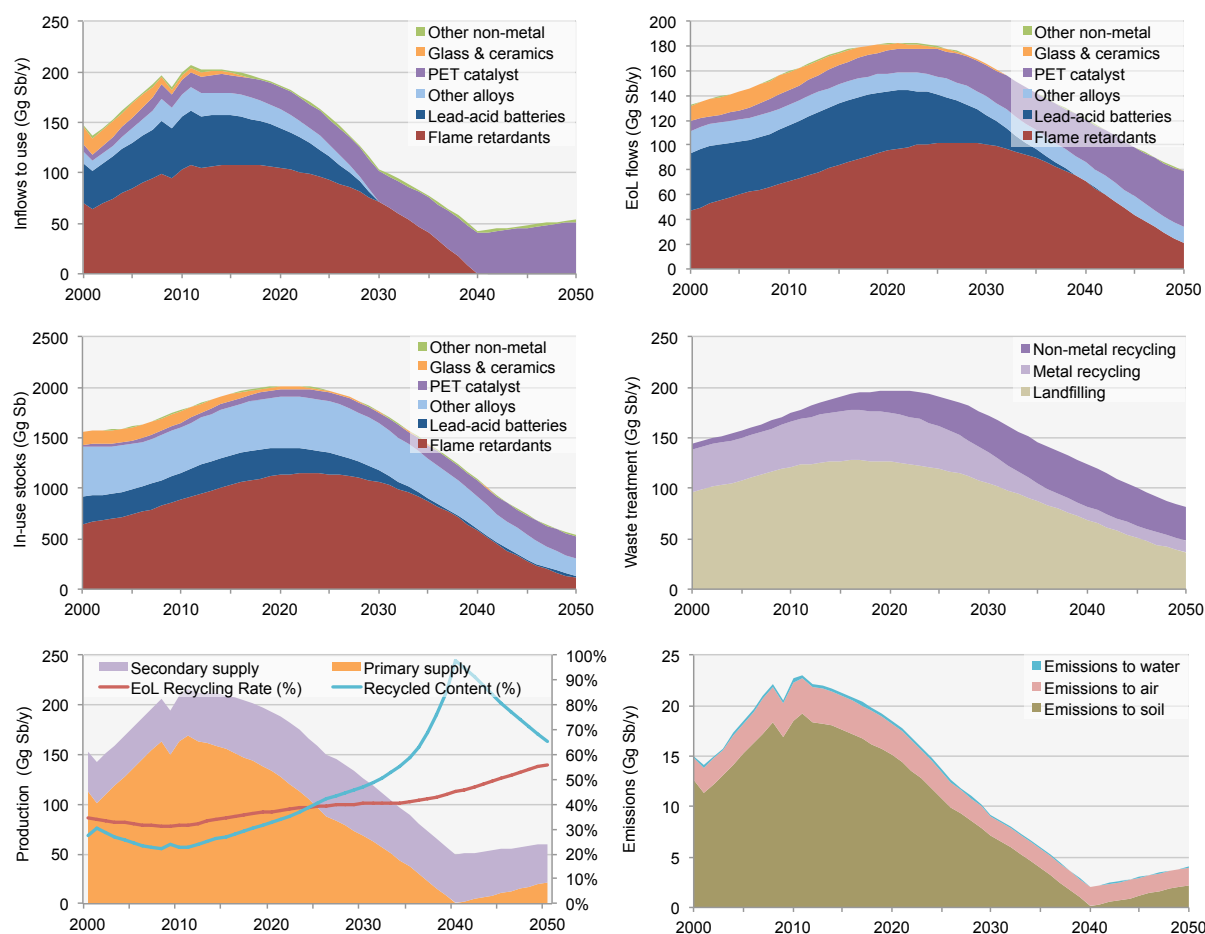 Inflows to use (Gg Sb/y)
250
200
150
100
50
0
2000
2010
2020
2030
2040
2050
Other non-metal
Glass & ceramics
PET catalyst
Other alloys
Lead-acid batteries
Flame retardants
EoL flows (Gg Sb/y)
200
180
160
140
120
100
80
60
40
20
0
2000
2010
2020
2030
2040
2050
Other non-metal
Glass & ceramics
PET catalyst
Other alloys
Lead-acid batteries
Flame retardants
In-use stocks (Gg Sb)
2500
2000
1500
1000
500
0
2000
2010
2020
2030
2040
2050
Other non-metal
Glass & ceramics
PET catalyst
Other alloys
Lead-acid batteries
Flame retardants
Waste treatment (Gg Sb/y)
250
200
150
100
50
0
2000
2010
2020
2030
2040
2050
Non-metal recycling
Metal recycling
Landfilling
Production (Gg Sb/y)
250
200
150
100
50
0
2000
2010
2020
2030
2040
2050
100%
90%
80%
70%
60%
50%
40%
30%
20%
10%
0%
Secondary supply
Primary supply
EoL Recycling Rate (%)
Recycled Content (%)
Emissions (Gg Sb/y)
25
20
15
10
5
0
2000
2010
2020
2030
2040
2050
Emissions to water
Emissions to air
Emissions to soil